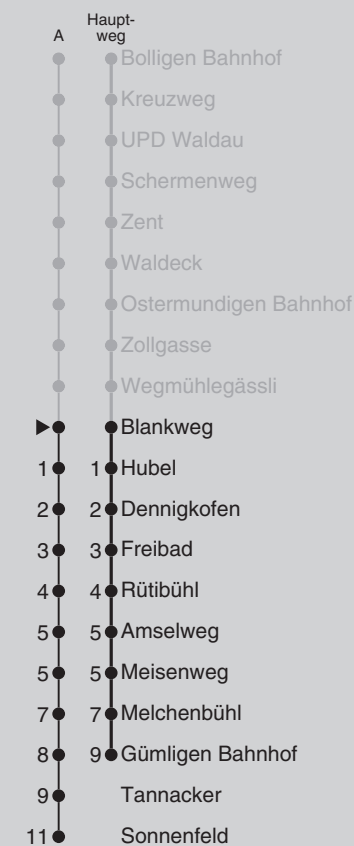 A Haupt-
weg
Bolligen Bahnhof
Kreuzweg
UPD Waldau
Schermenweg
Zent
Waldeck
Ostermundigen Bahnhof
Zollgasse
Wegmühlegässli
Blankweg
1 1 Hubel
2 2 Dennigkofen
3 3 Freibad
4 4 Rütibühl
5 5 Amselweg
5 5 Meisenweg
7 7 Melchenbühl
8 9 Gümligen Bahnhof
9 Tannacker
11 Sonnenfeld